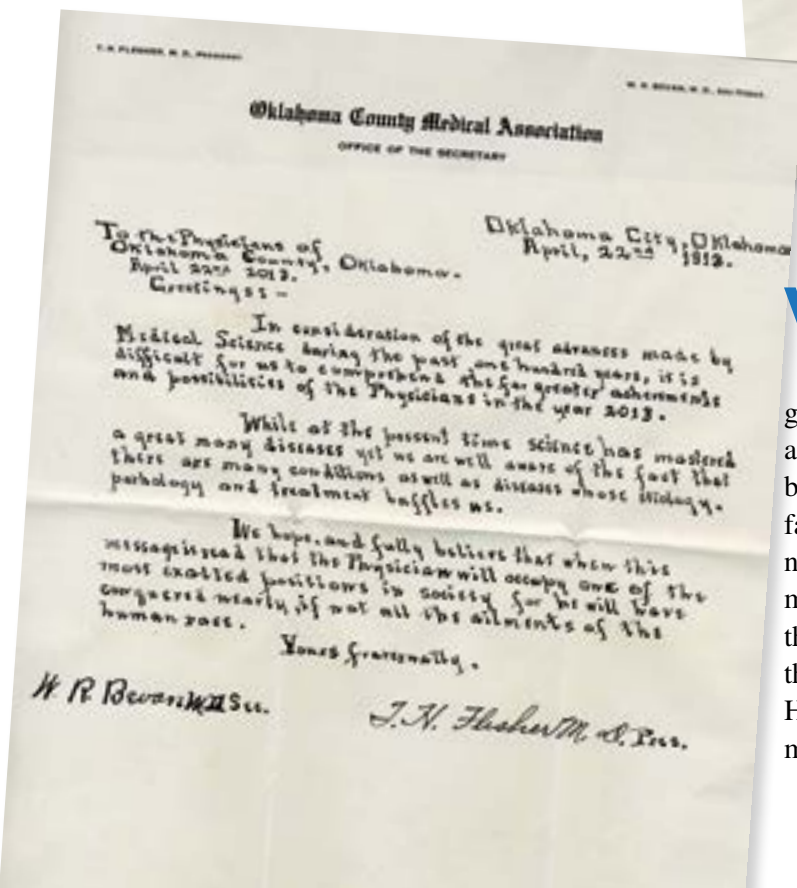 T. H. FLESHER, M. D., PRESIDENT
W. R. BEVAN, M. D., SECRETARY
Oklahoma County Medical Association
OFFICE OF THE SECRETARY
Oklahoma City, Oklahoma
April, 22nd 1913.
To the Physicians of
Oklahoma County, Oklahoma.
April 22nd 2013.
Greetings: -
In consideration of the great advances made by
Medical Science during the past one hundred years, it is
difficult for us to comprehend the far greater
and possibilities of the Physicians in the year 2013.
While at the present time science has mastered
a great many diseases yet we are well aware of the fact that
there are many conditions as well as diseases whose
pathology and treatment baffles us.
We hope, and fully believe that when this
message is read that the Physician will occupy one of the
most exalted positions in society for he will have
conquered nearly, if not all the ailments of the
human race.
Yours fraternally.
W R Bevan MD Sec.
T. H. Flesher M. D. Pres.